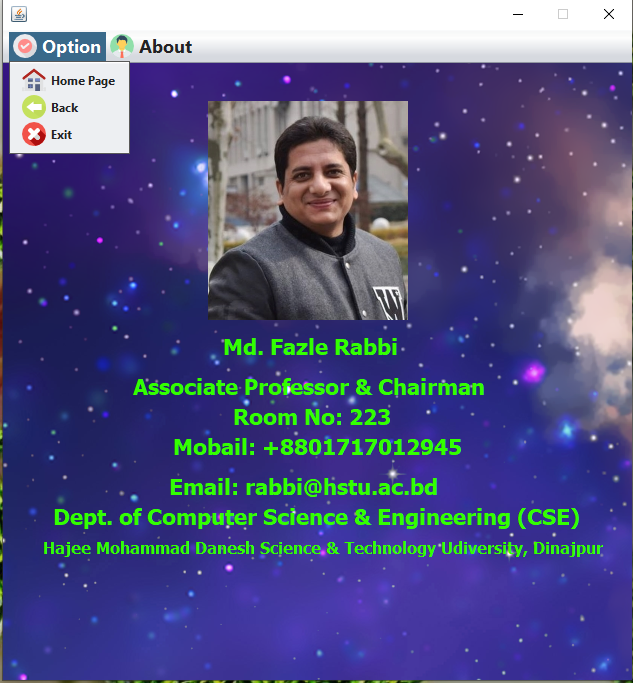 Option About
Home Page
Back
Exit
Md. Fazle Rabbi
Associate Professor & Chairman
Room No: 223
Mobail: +8801717012945
Email: rabbi@hstu.ac.bd
Dept. of Computer Science & Engineering (CSE)
Hajee Mohammad Danesh Science & Technology Udiversity, Dinajpur